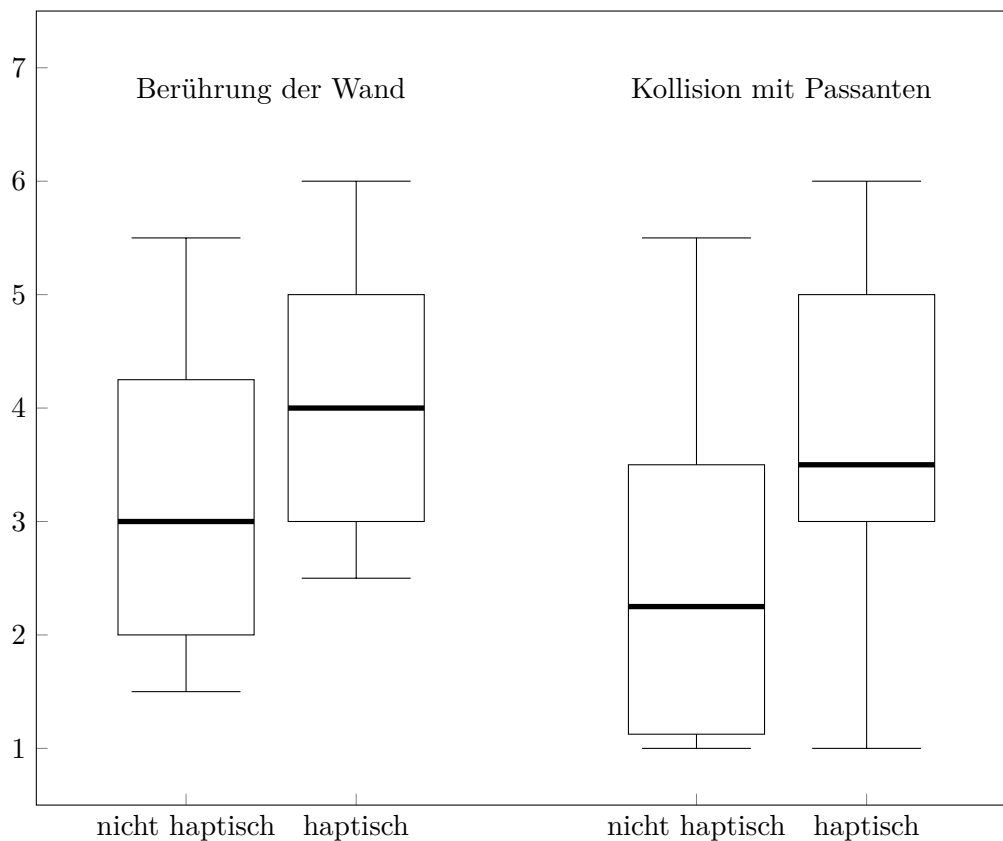 7
Berührung der Wand
Kollision mit Passanten
6
5
4
3
2
1
nicht haptisch
haptisch
nicht haptisch
haptisch